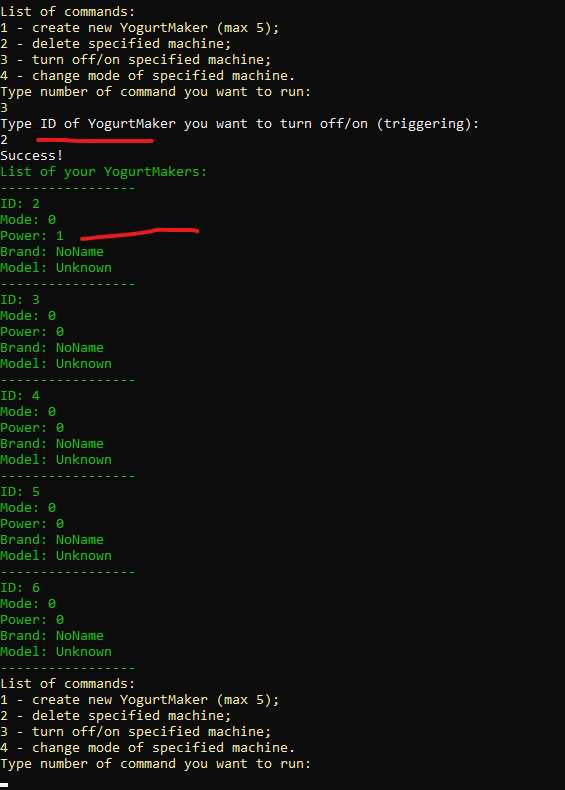 List of commands:
1 - create new YogurtMaker (max 5);
2 - delete specified machine;
3 - turn off/on specified machine;
4 - change mode of specified machine.
Type number of command you want to run:
3
Type ID of YogurtMaker you want to turn off/on (triggering):
2
Success!
List of your YogurtMakers:
-----------------
ID: 2
Mode: 0
Power: 1
Brand: NoName
Model: Unknown
-----------------
ID: 3
Mode: 0
Power: 0
Brand: NoName
Model: Unknown
-----------------
ID: 4
Mode: 0
Power: 0
Brand: NoName
Model: Unknown
-----------------
ID: 5
Mode: 0
Power: 0
Brand: NoName
Model: Unknown
-----------------
ID: 6
Mode: 0
Power: 0
Brand: NoName
Model: Unknown
-----------------
List of commands:
1 - create new YogurtMaker (max 5);
2 - delete specified machine;
3 - turn off/on specified machine;
4 - change mode of specified machine.
Type number of command you want to run: